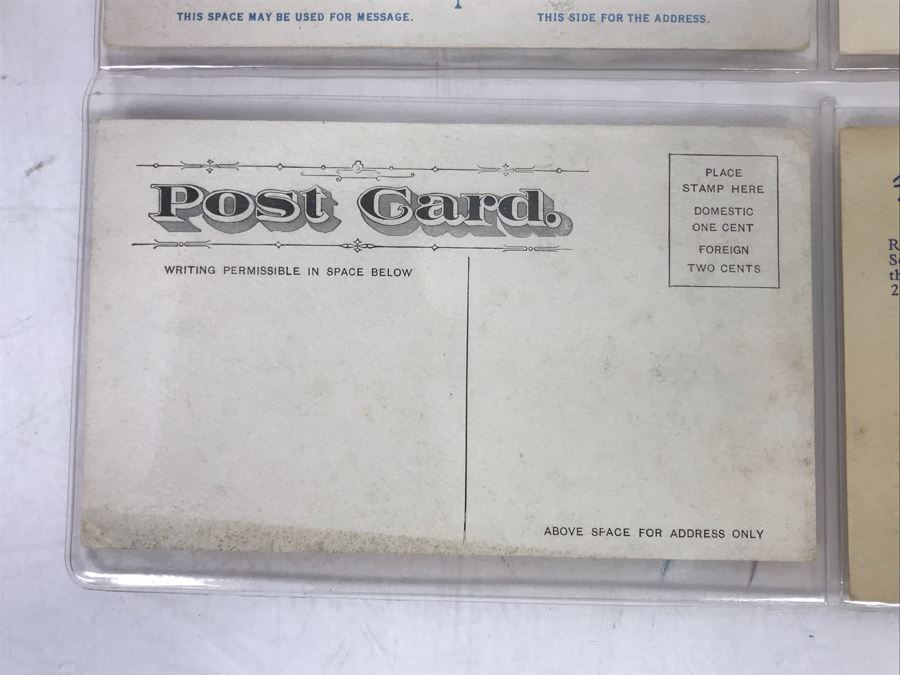 THIS SPACE MAY BE USED FOR MESSAGE.
THIS SIDE FOR THE ADDRESS.
Post Card.
PLACE
STAMP HERE
DOMESTIC
ONE CENT
FOREIGN
TWO CENTS
WRITING PERMISSIBLE IN SPACE BELOW
ABOVE SPACE FOR ADDRESS ONLY